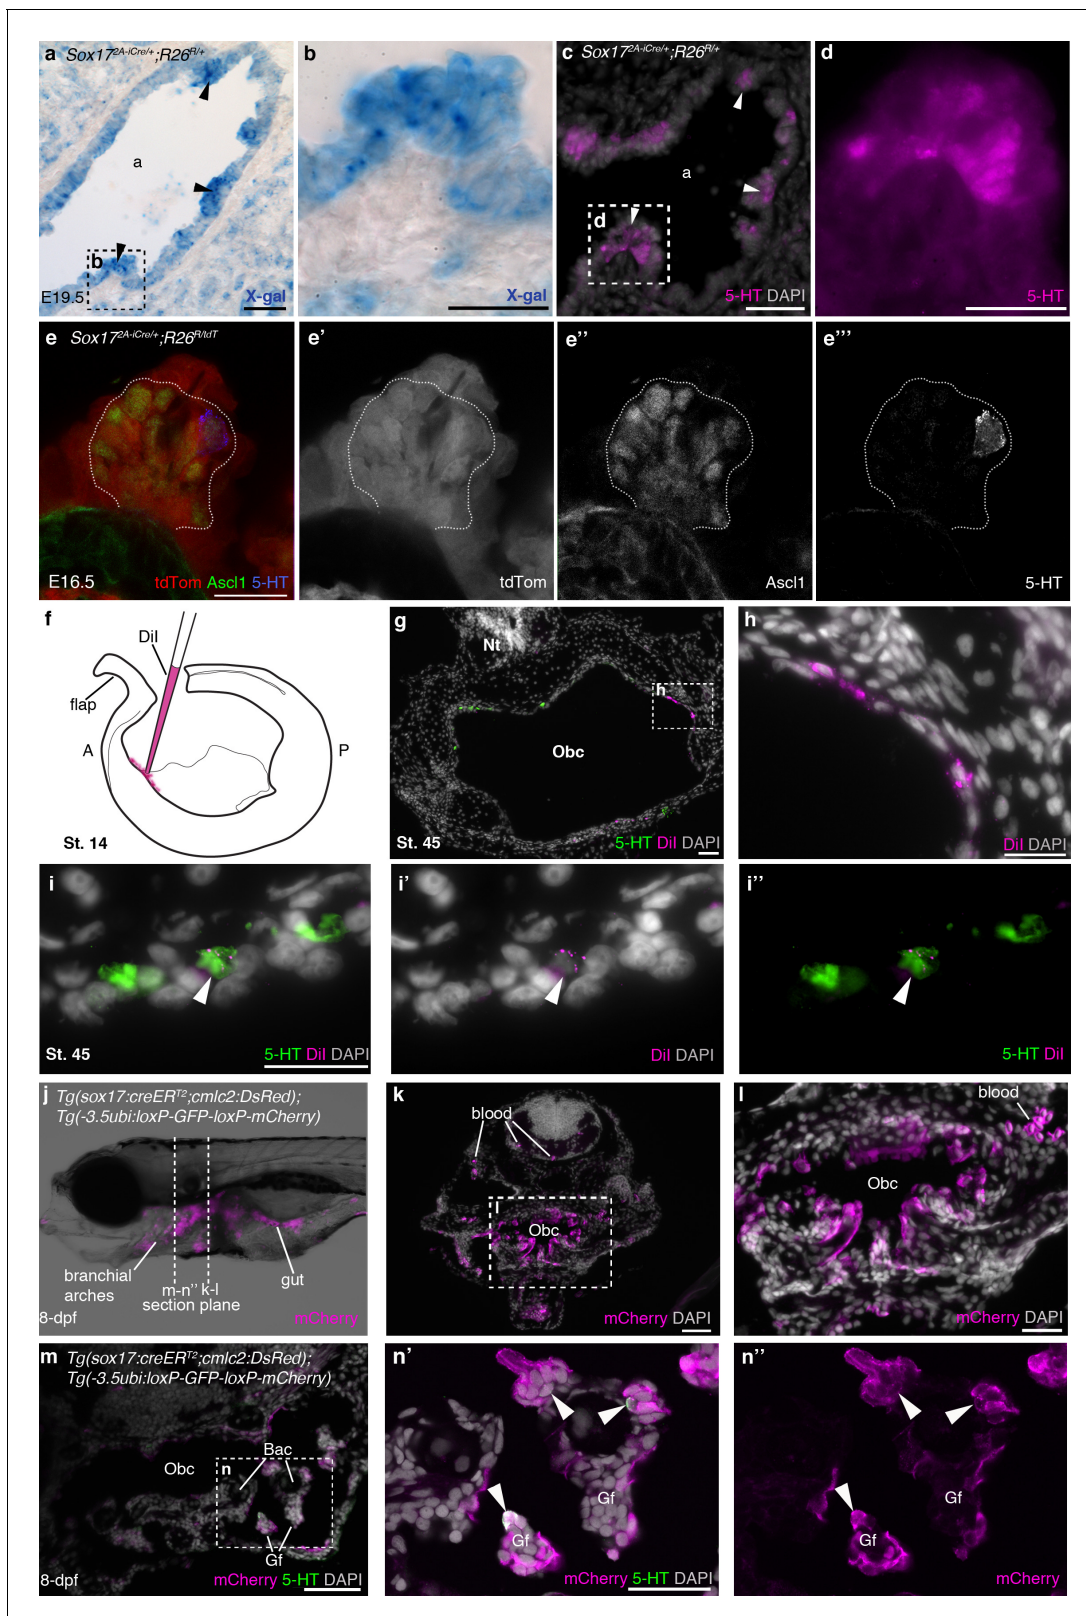 a Sox17 2A-iCre/+;R26 R/+
a
b
E19.5
X-gal
b
X-gal
c Sox17 2A-iCre/+;R26 R/+
a
d
5-HT DAPI
d
5-HT
e Sox17 2A-iCre/+;R26 R/tdT
E16.5
tdTom Ascl1 5-HT
e’
tdTom
e’’
Ascl1
e’’’
5-HT
f
DiI
flap
A
P
St. 14
g
Nt
h
Obc
St. 45
5-HT DiI DAPI
h
DiI DAPI
i
St. 45
5-HT DiI DAPI
i’
DiI DAPI
i’’
5-HT DiI
j Tg(sox17:creERT2;cmlc2:DsRed);
Tg(-3.5ubi:loxP-GFP-loxP-mCherry)
branchial
arches
m-n’’ k-l
section plane
gut
8-dpf
mCherry
k
blood
l
Obc
mCherry DAPI
l
blood
Obc
mCherry DAPI
m Tg(sox17:creERT2;cmlc2:DsRed);
Tg(-3.5ubi:loxP-GFP-loxP-mCherry)
Bac
Obc
n
Gf
8-dpf
mCherry 5-HT DAPI
n’
Gf
Gf
mCherry 5-HT DAPI
n’’
Gf
Gf
mCherry